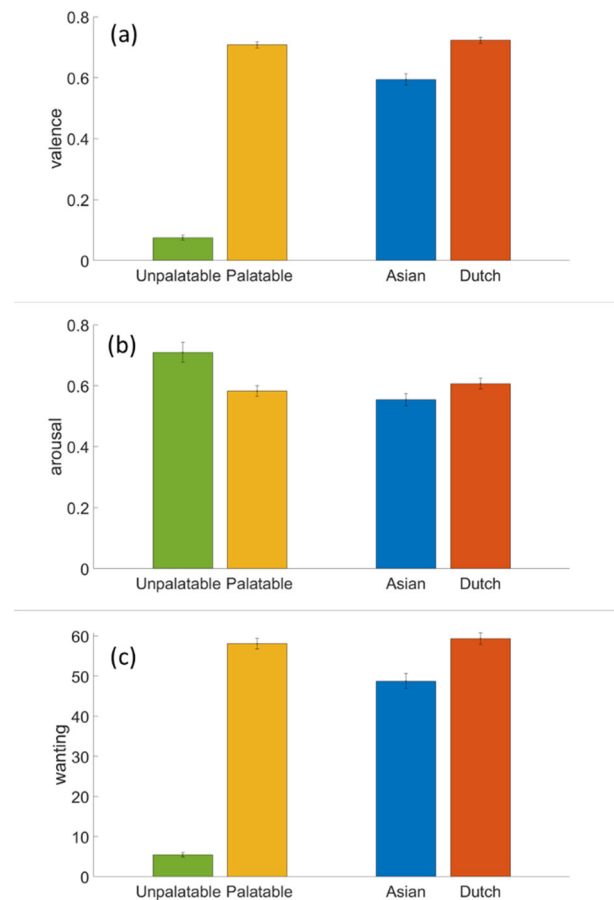 (a)
valence
0.8
0.6
0.4
0.2
0
Unpalatable Palatable Asian Dutch
(b)
arousal
0.8
0.6
0.4
0.2
0
Unpalatable Palatable Asian Dutch
(c)
wanting
60
50
40
30
20
10
0
Unpalatable Palatable Asian Dutch